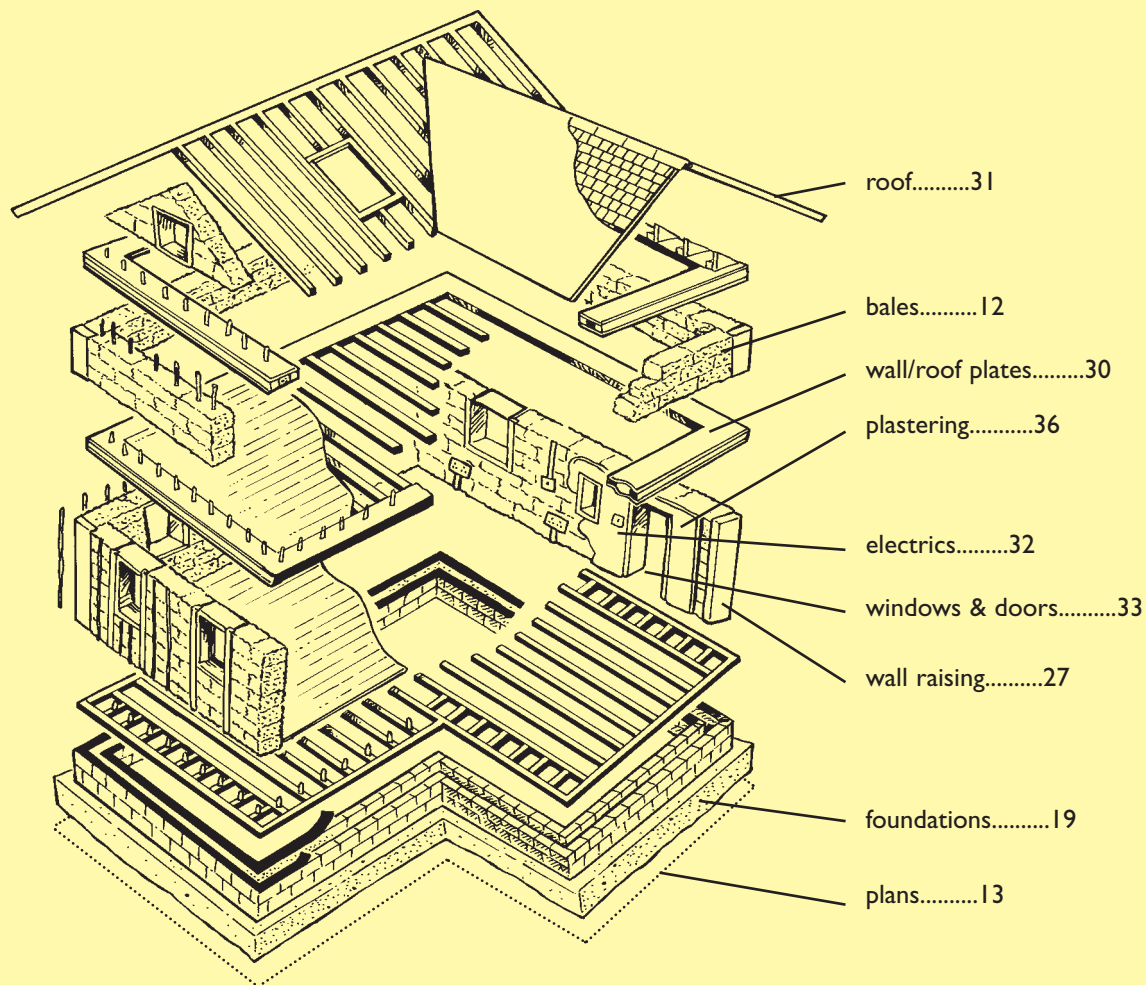 roof..........31
bales..........12
wall/roof plates.........30
plastering...........36
electrics.........32
windows & doors..........33
wall raising..........27
foundations..........19
plans..........13